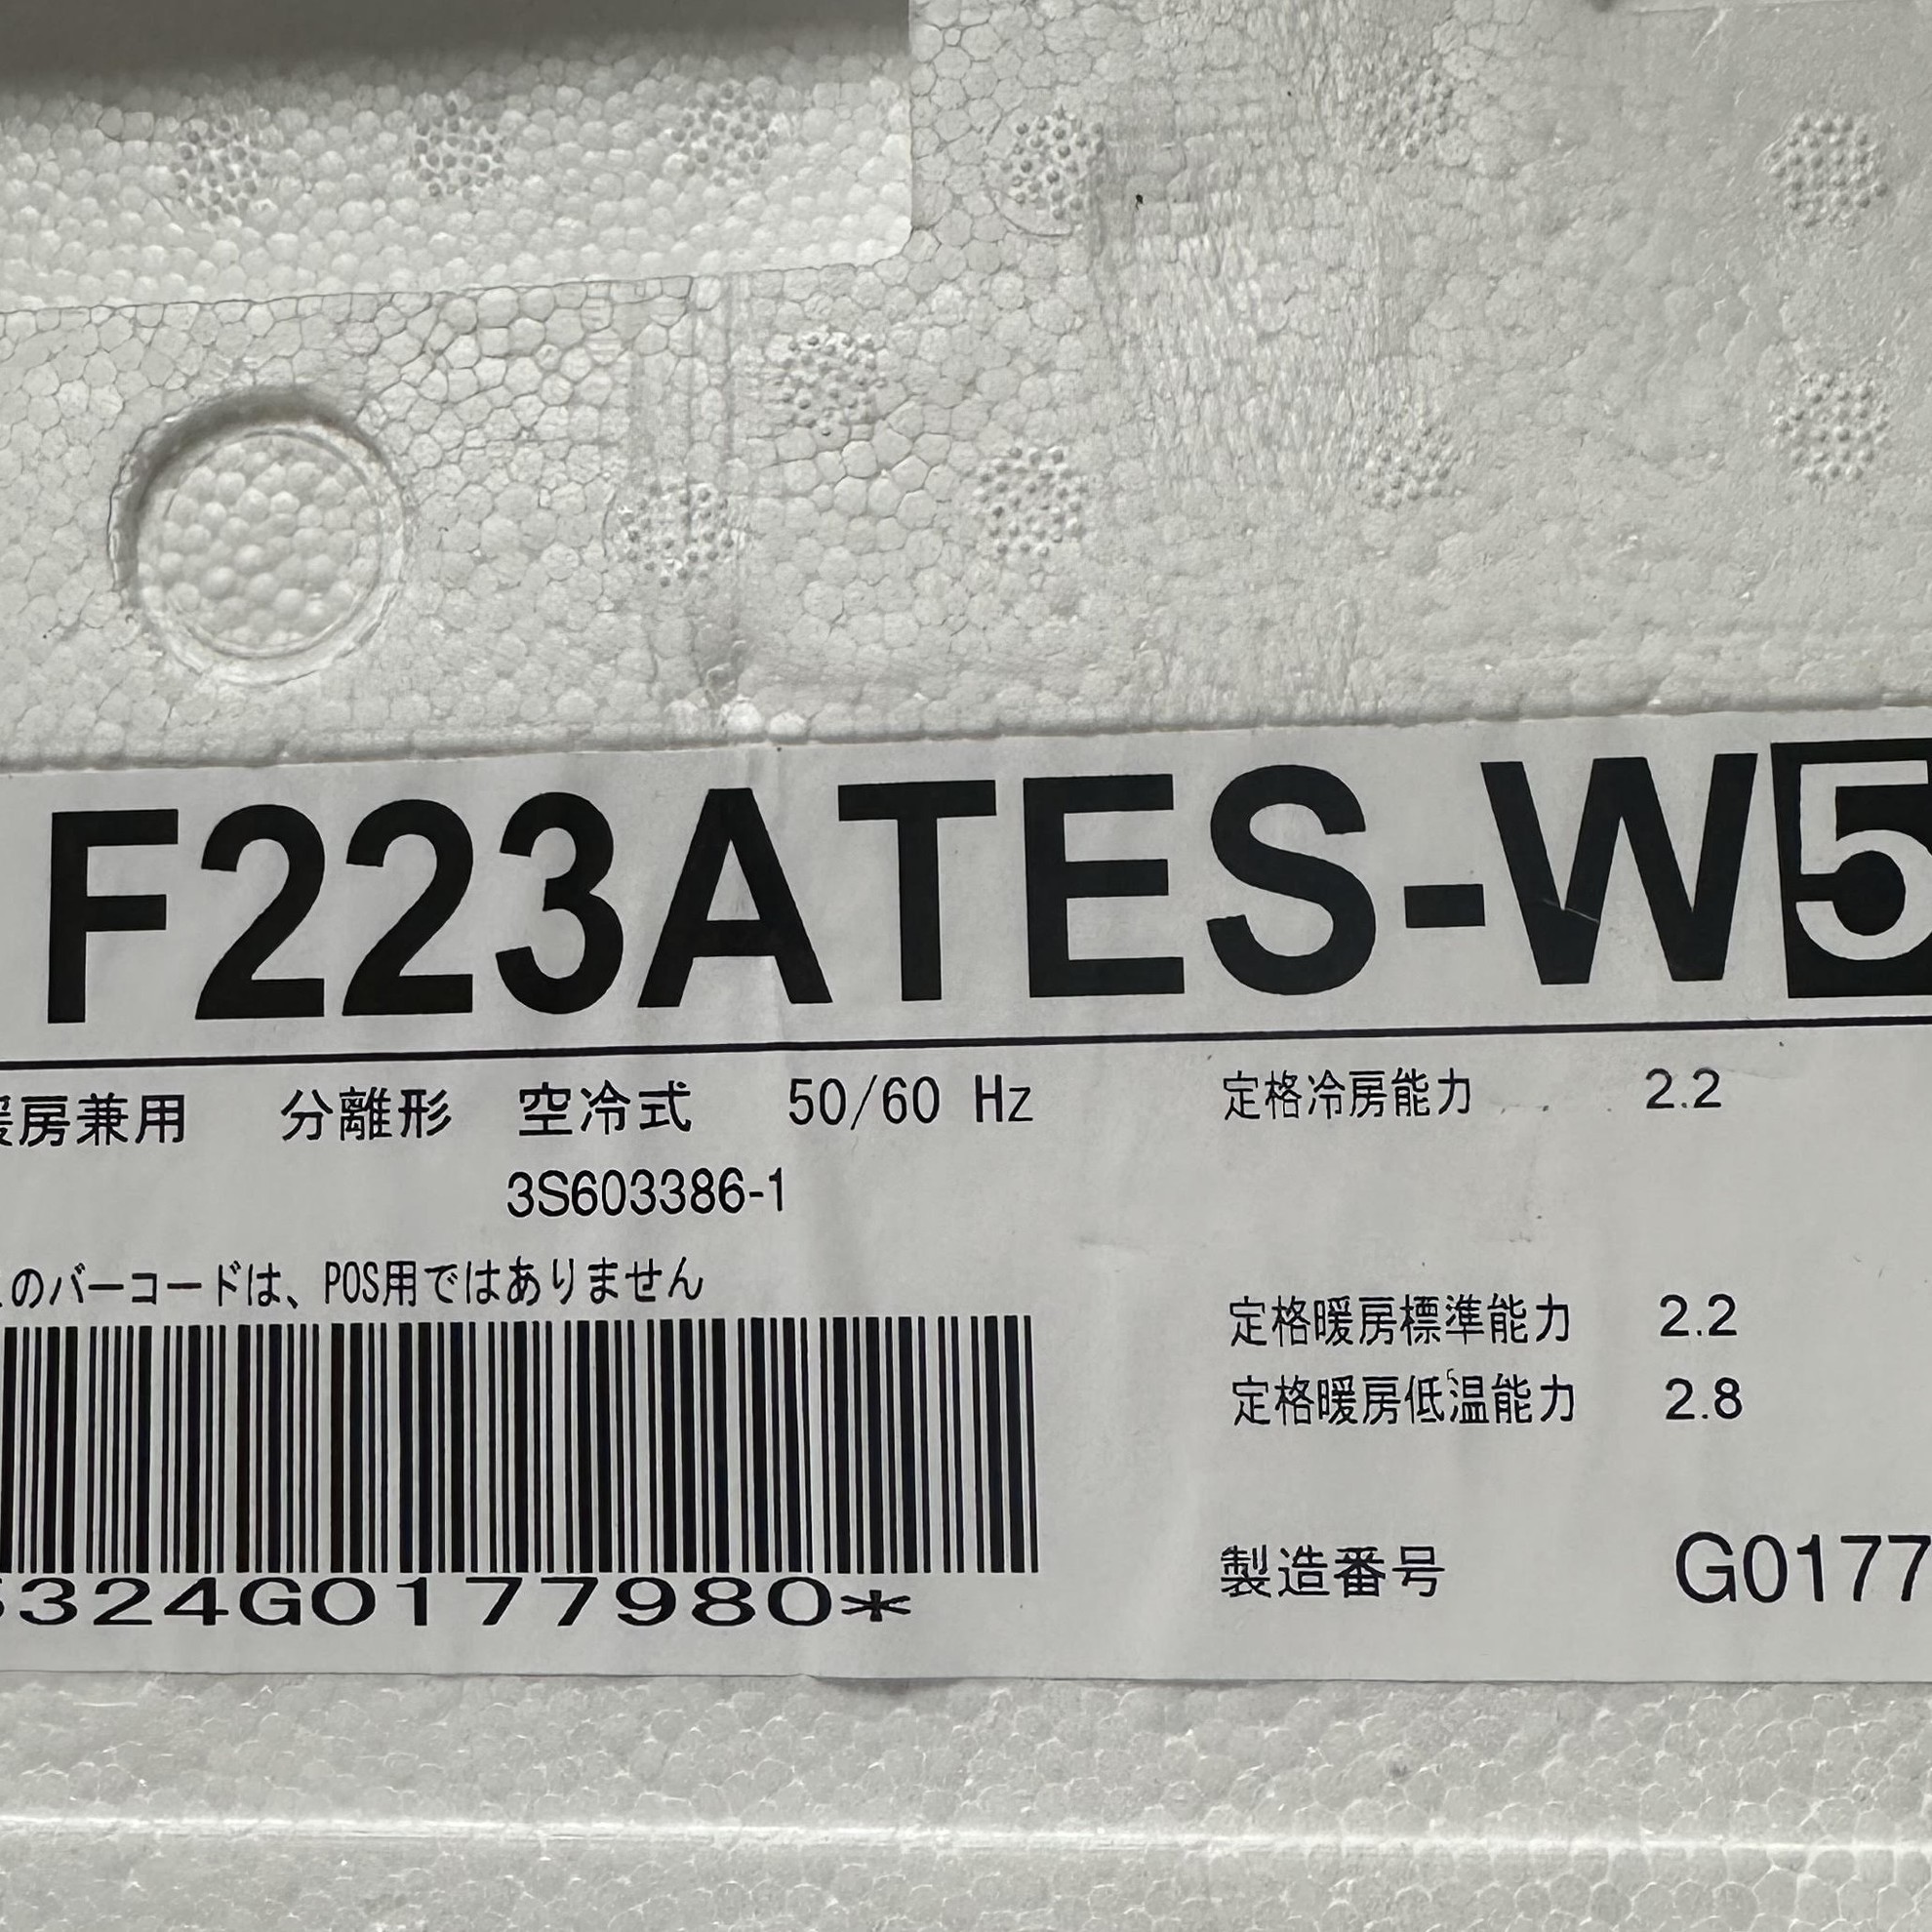 F223ATES-W5
暖房兼用 分離形 空冷式 50/60 Hz
3S603386-1
このバーコードは、POS用ではありません
5324G0177980*
定格冷房能力 2.2
定格暖房標準能力 2.2
定格暖房低温能力 2.8
製造番号 G0177